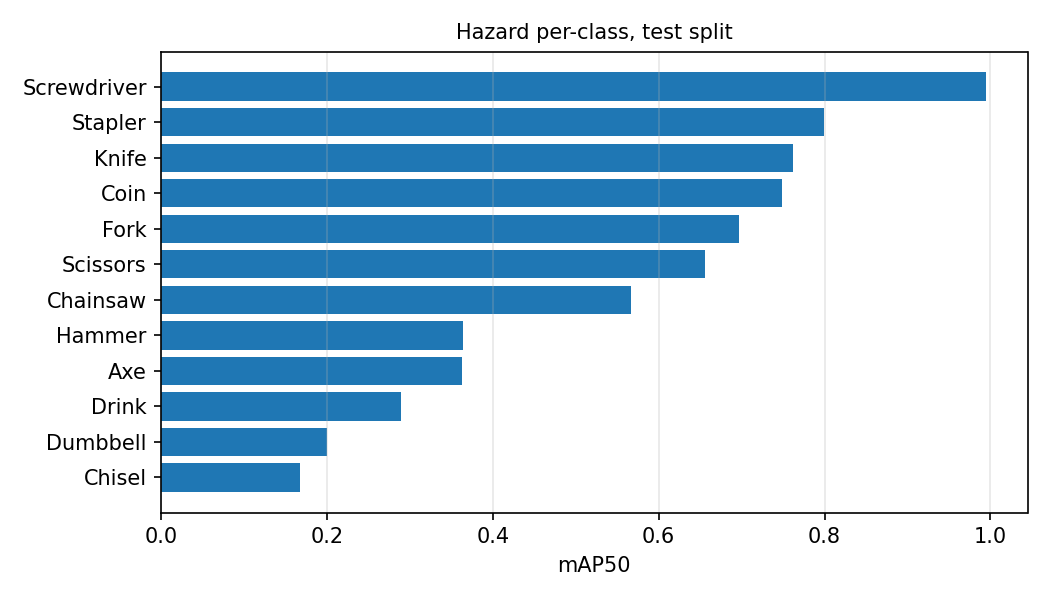 Hazard per-class, test split
Screwdriver
Stapler
Knife
Coin
Fork
Scissors
Chainsaw
Hammer
Axe
Drink
Dumbbell
Chisel
0.0 0.2 0.4 0.6 0.8 1.0
mAP50